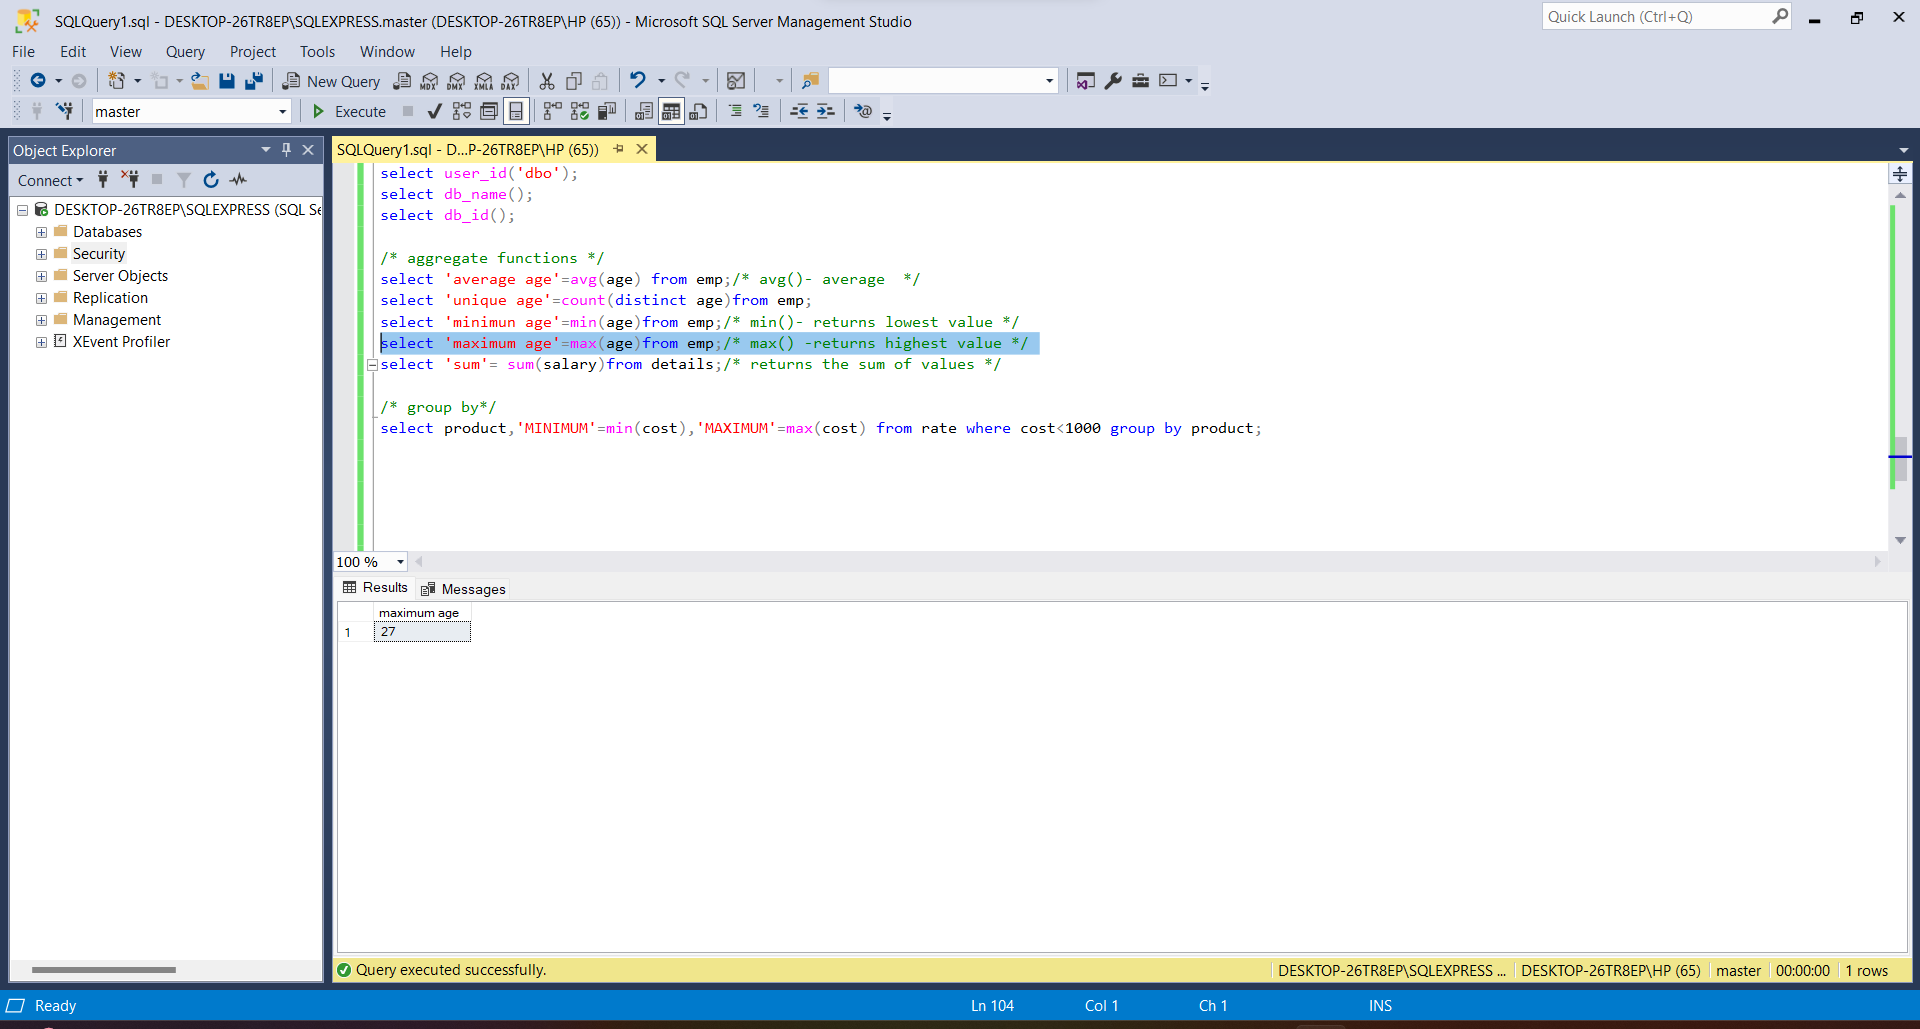 SQLQuery1.sql - DESKTOP-26TR8EP\SQLEXPRESS.master (DESKTOP-26TR8EP\HP (65)) - Microsoft SQL Server Management Studio
Quick Launch (Ctrl+Q)
File Edit View Query Project Tools Window Help
New Query MDX DMX XMLA DAX
master Execute
Object Explorer
Connect
DESKTOP-26TR8EP\SQLEXPRESS (SQL Se
Databases
Security
Server Objects
Replication
Management
XEvent Profiler
SQLQuery1.sql - D...P-26TR8EP\HP (65))
select user_id('dbo');
select db_name();
select db_id();
/* aggregate functions */
select 'average age'=avg(age) from emp;/* avg()- average  */
select 'unique age'=count(distinct age)from emp;
select 'minimun age'=min(age)from emp;/* min()- returns lowest value */
select 'maximum age'=max(age)from emp;/* max() -returns highest value */
select 'sum'= sum(salary)from details;/* returns the sum of values */
/* group by*/
select product,'MINIMUM'=min(cost),'MAXIMUM'=max(cost) from rate where cost<1000 group by product;
100 %
Results Messages
maximum age
1 27
Query executed successfully.
DESKTOP-26TR8EP\SQLEXPRESS ... DESKTOP-26TR8EP\HP (65) master 00:00:00 1 rows
Ready Ln 104 Col 1 Ch 1 INS